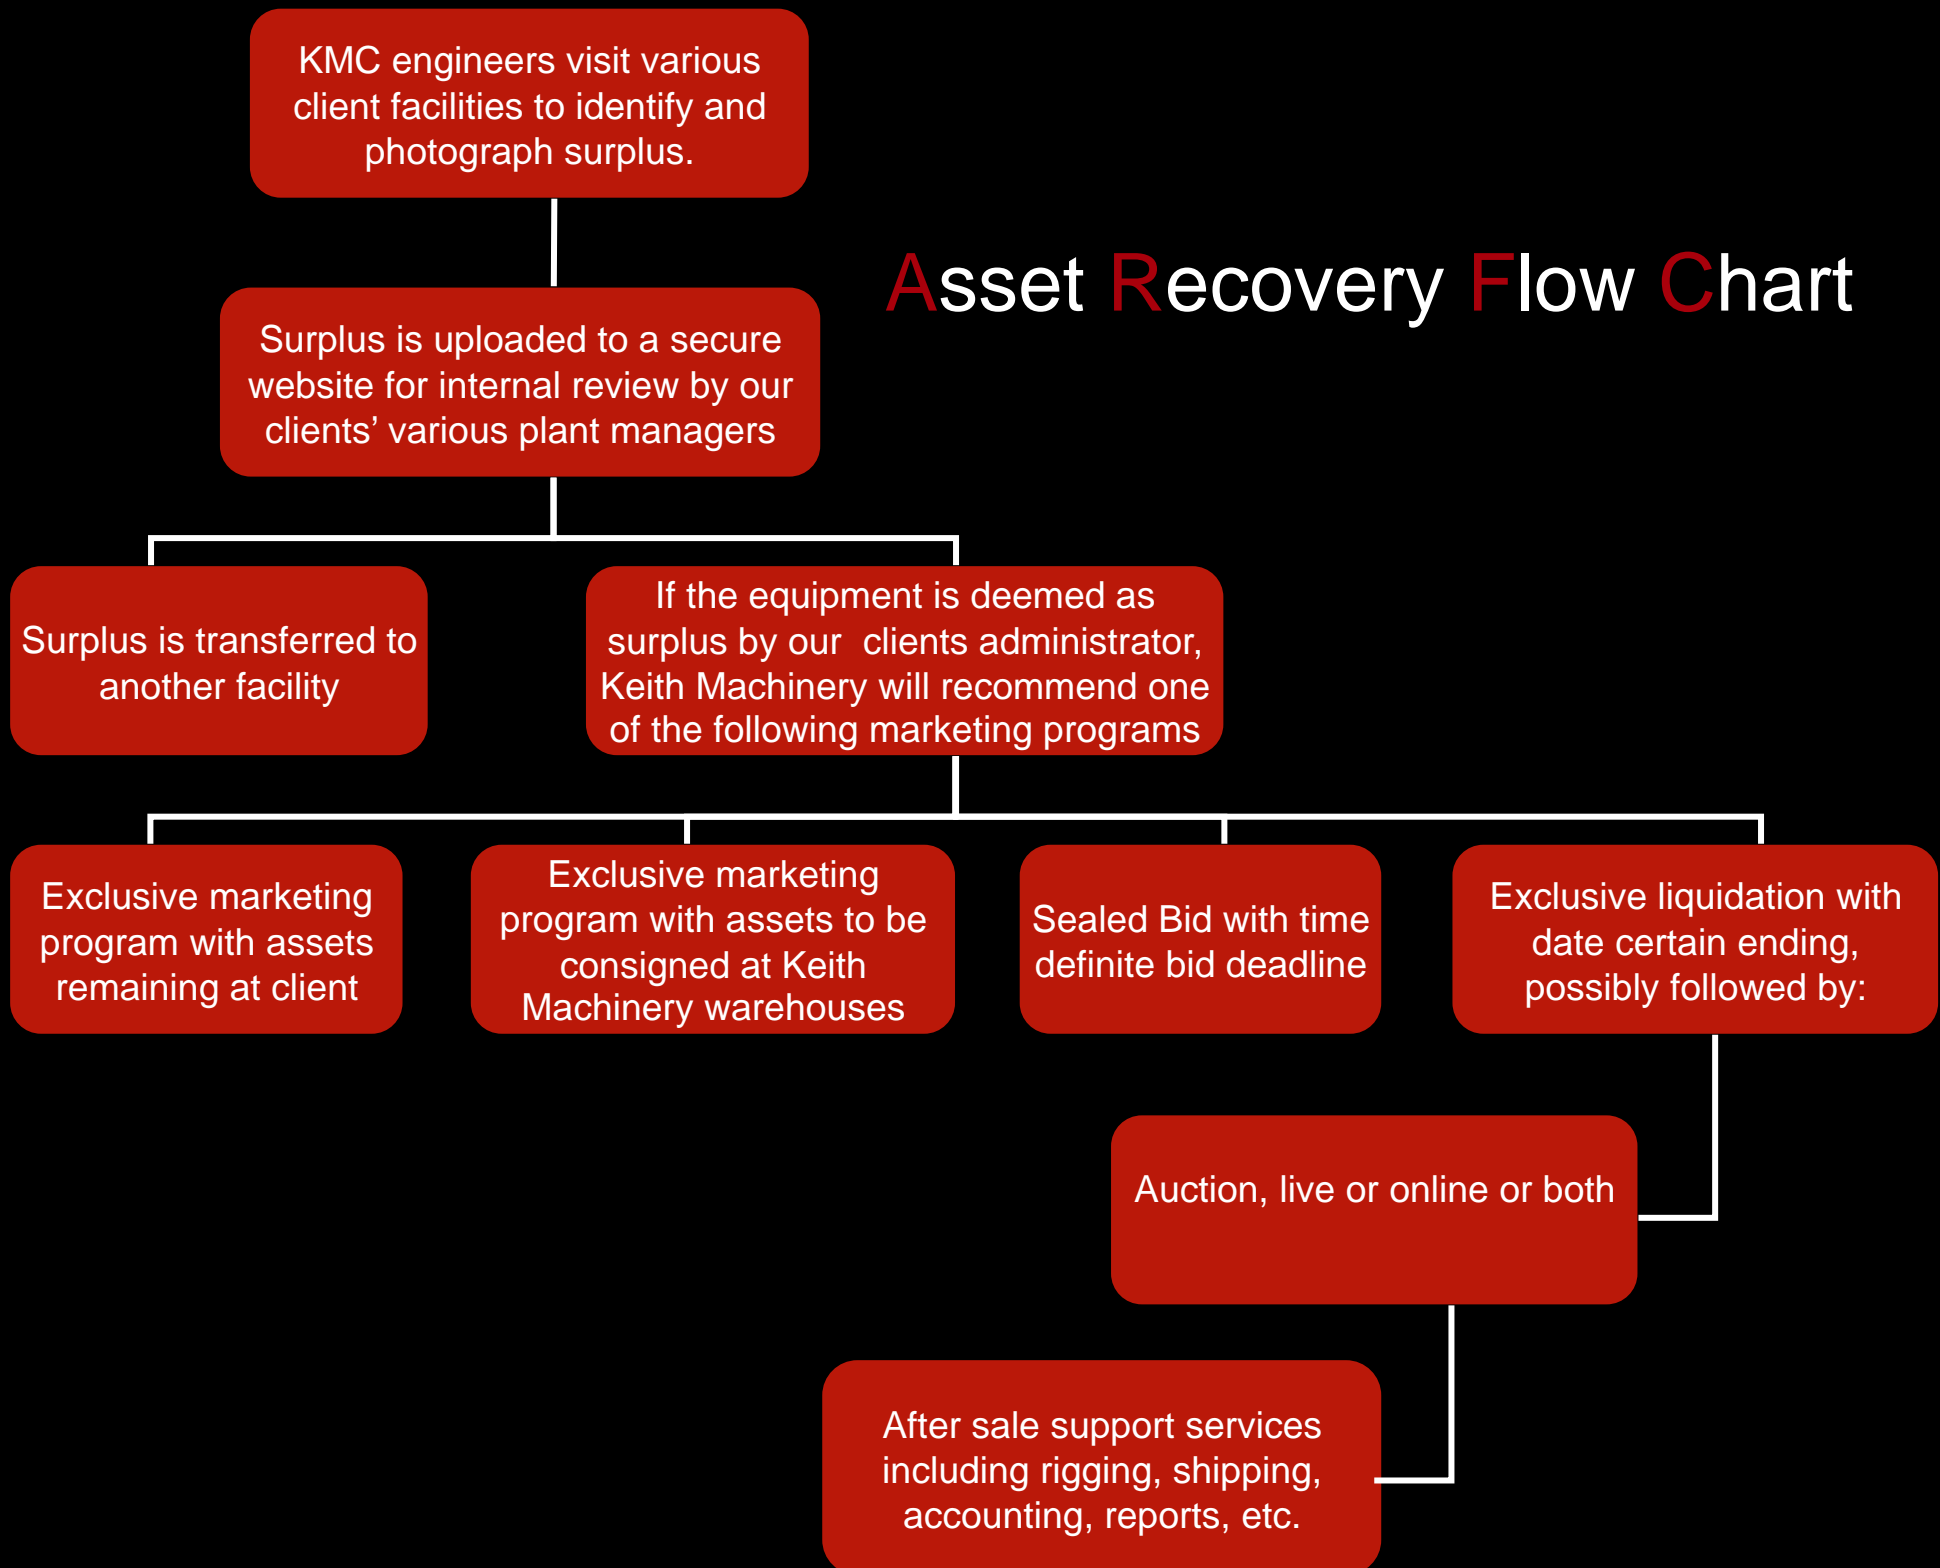 KMC engineers visit various
client facilities to identify and
photograph surplus.
Asset Recovery Flow Chart
Surplus is uploaded to a secure
website for internal review by our
clients’ various plant managers
Surplus is transferred to
another facility
If the equipment is deemed as
surplus by our  clients administrator,
Keith Machinery will recommend one
of the following marketing programs
Exclusive marketing
program with assets
remaining at client
Exclusive marketing
program with assets to be
consigned at Keith
Machinery warehouses
Sealed Bid with time
definite bid deadline
Exclusive liquidation with
date certain ending,
possibly followed by:
Auction, live or online or both
After sale support services
including rigging, shipping,
accounting, reports, etc.